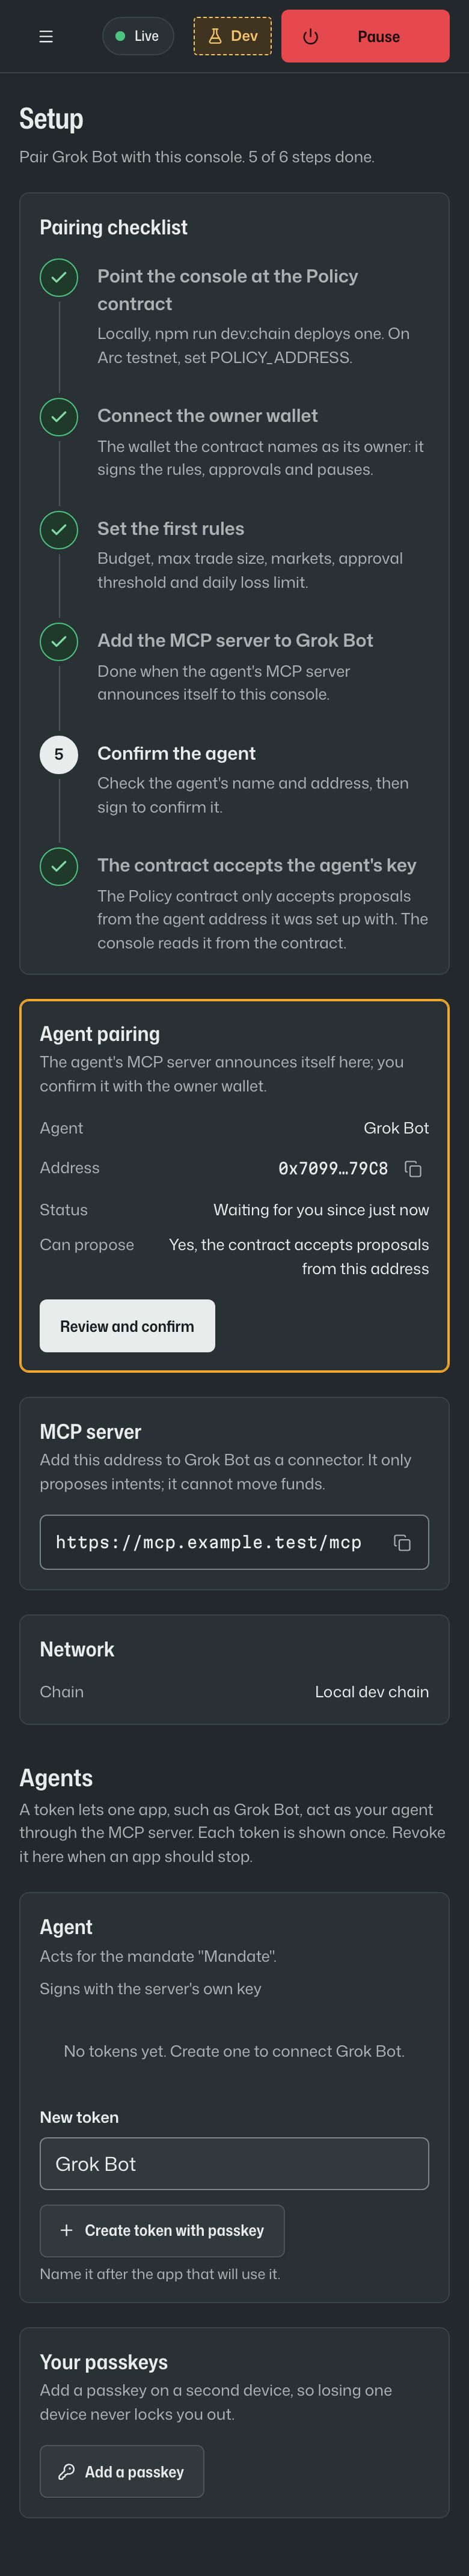 Live
Dev
Pause
Setup
Pair Grok Bot with this console. 5 of 6 steps done.
Pairing checklist
Point the console at the Policy
contract
Locally, npm run dev:chain deploys one. On
Arc testnet, set POLICY_ADDRESS.
Connect the owner wallet
The wallet the contract names as its owner: it
signs the rules, approvals and pauses.
Set the first rules
Budget, max trade size, markets, approval
threshold and daily loss limit.
Add the MCP server to Grok Bot
Done when the agent's MCP server
announces itself to this console.
5
Confirm the agent
Check the agent's name and address, then
sign to confirm it.
The contract accepts the agent's key
The Policy contract only accepts proposals
from the agent address it was set up with. The
console reads it from the contract.
Agent pairing
The agent's MCP server announces itself here; you
confirm it with the owner wallet.
Agent Grok Bot
Address 0x7099…79C8
Status Waiting for you since just now
Can propose Yes, the contract accepts proposals
from this address
Review and confirm
MCP server
Add this address to Grok Bot as a connector. It only
proposes intents; it cannot move funds.
https://mcp.example.test/mcp
Network
Chain Local dev chain
Agents
A token lets one app, such as Grok Bot, act as your agent
through the MCP server. Each token is shown once. Revoke
it here when an app should stop.
Agent
Acts for the mandate "Mandate".
Signs with the server's own key
No tokens yet. Create one to connect Grok Bot.
New token
Grok Bot
Create token with passkey
Name it after the app that will use it.
Your passkeys
Add a passkey on a second device, so losing one
device never locks you out.
Add a passkey